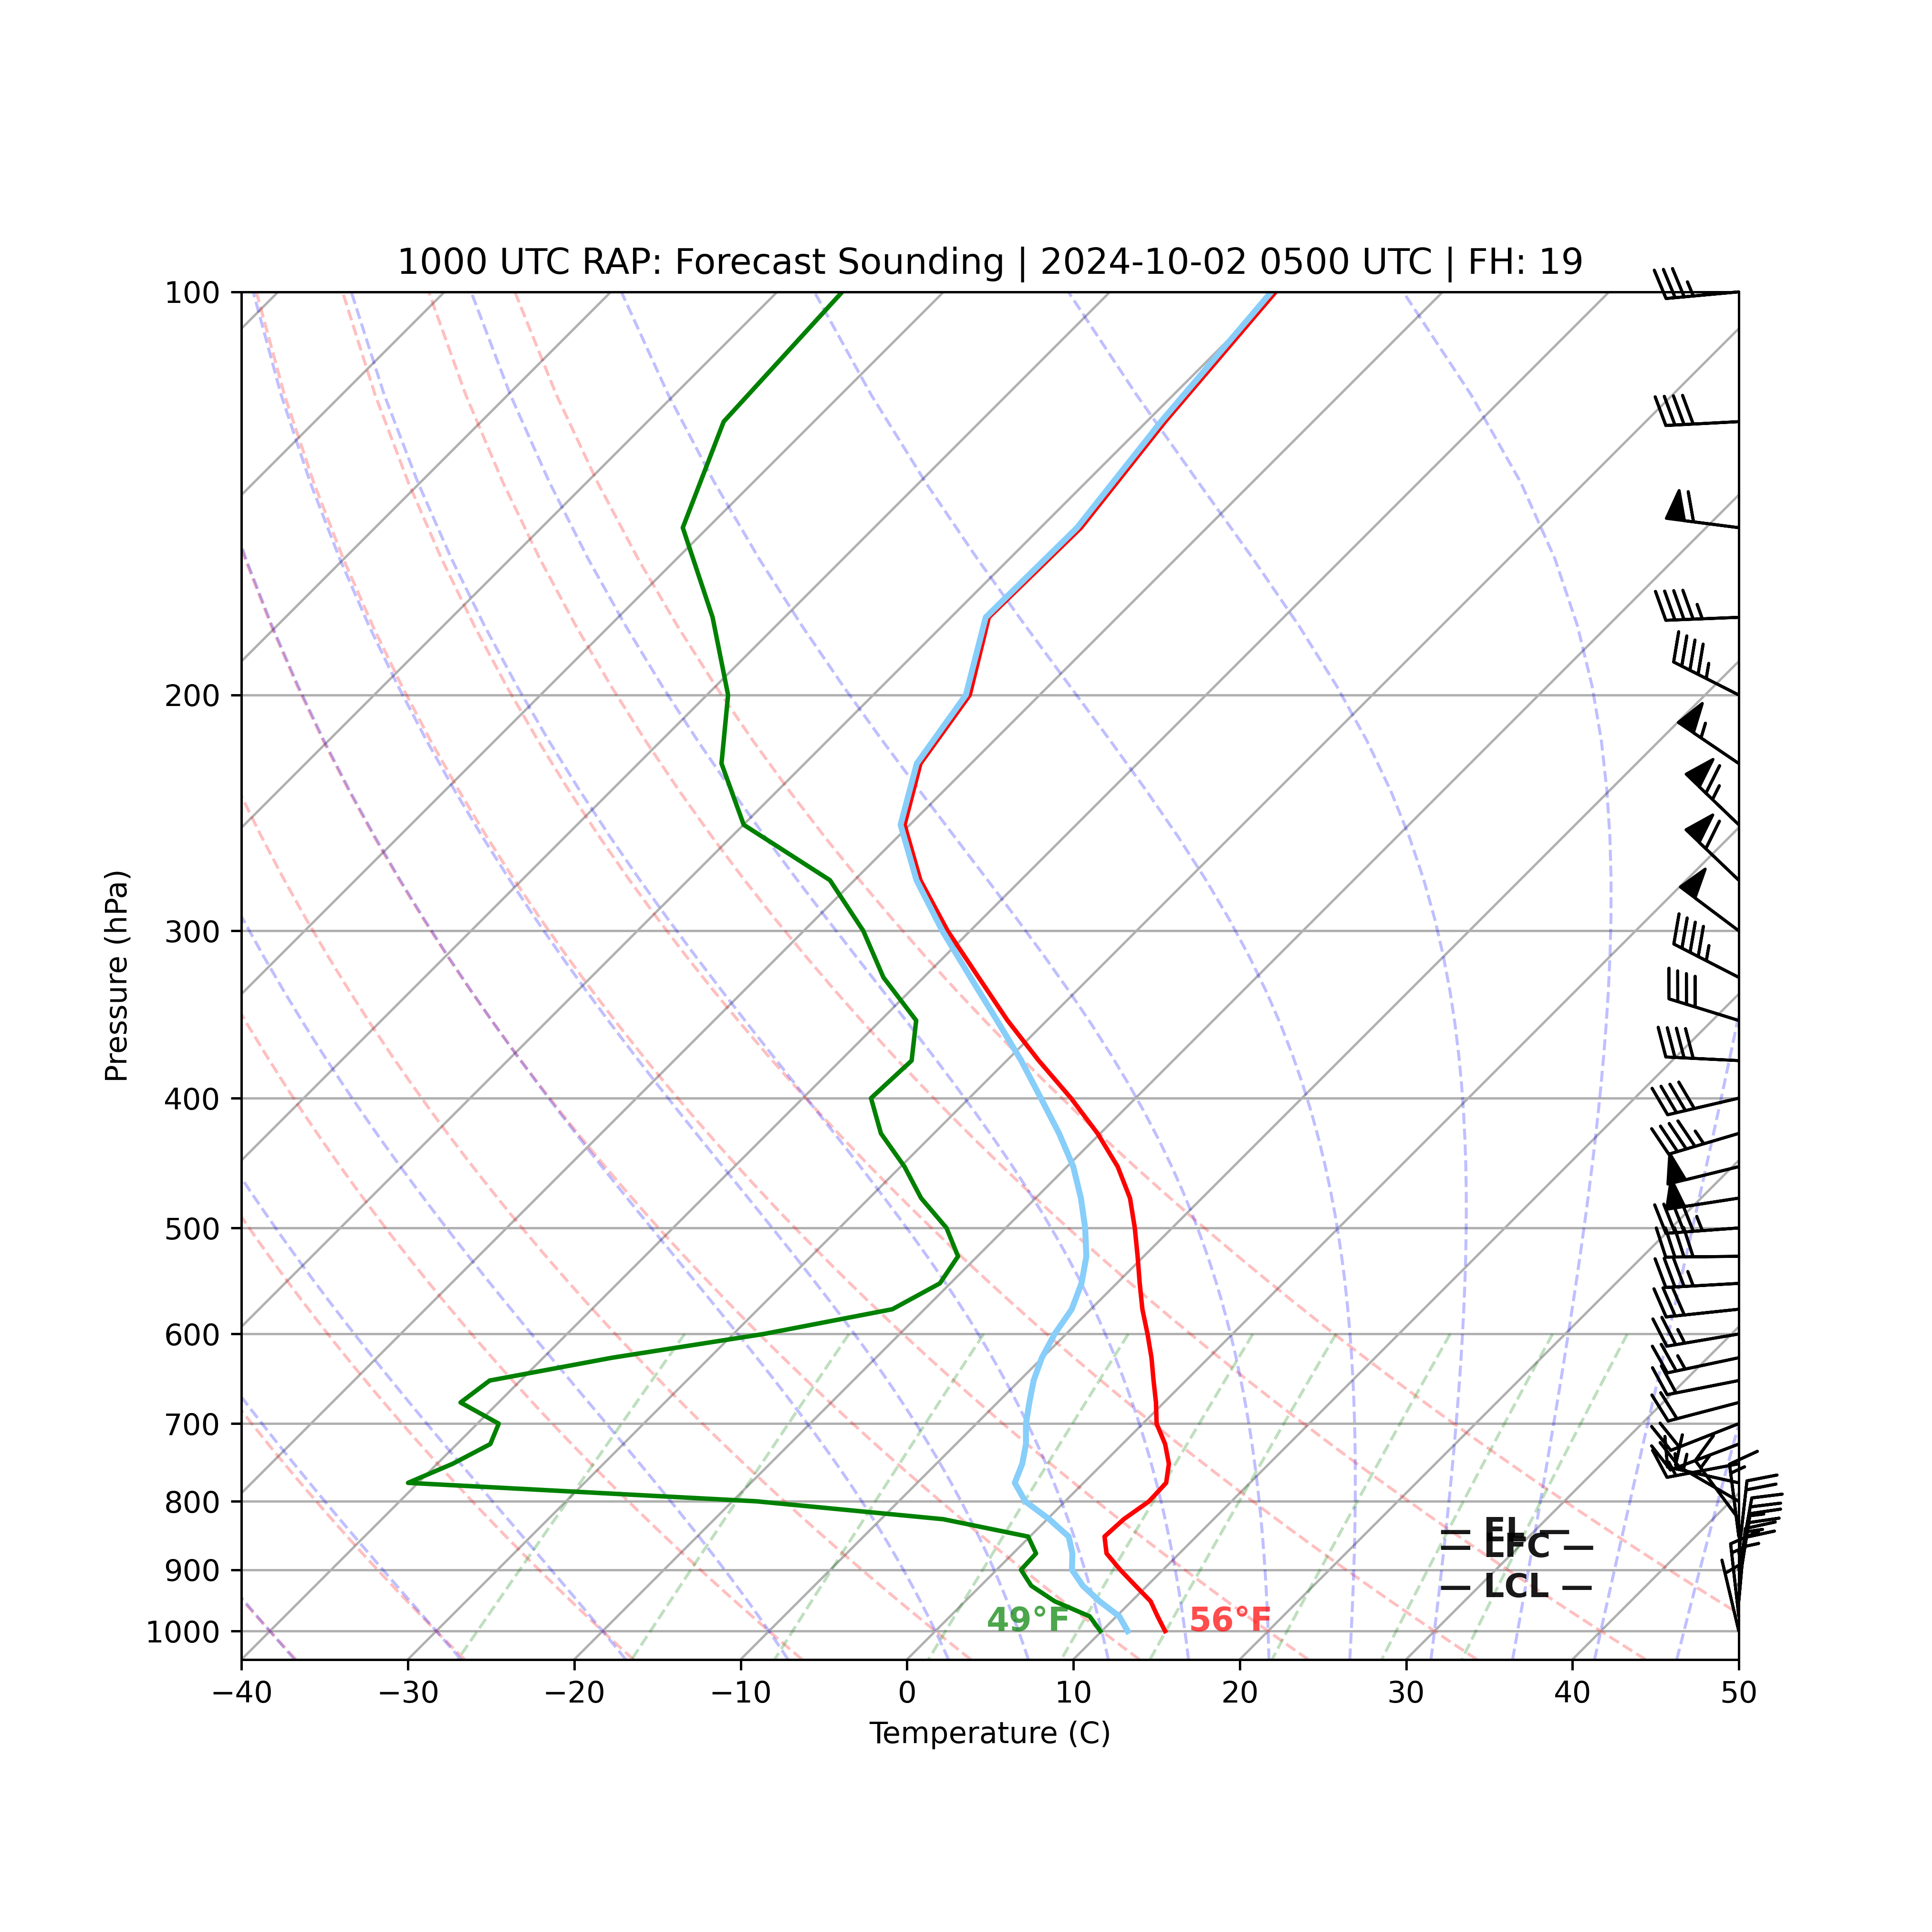 1000 UTC RAP: Forecast Sounding | 2024-10-02 0500 UTC | FH: 19
100
200
300
400
500
600
700
800
900
1000
Pressure (hPa)
— EL —
— LFC —
— LCL —
49°F 56°F
−40 −30 −20 −10 0 10 20 30 40 50
Temperature (C)